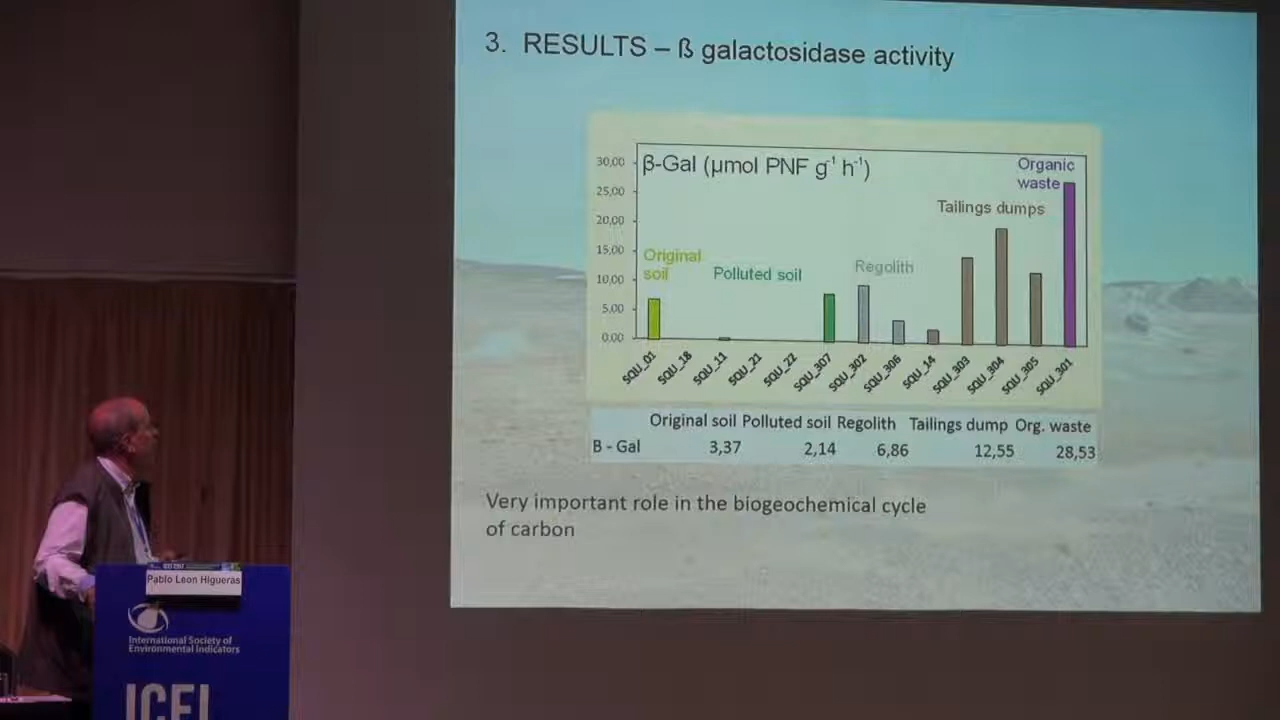 3. RESULTS – ß galactosidase activity
β-Gal (µmol PNF g⁻¹ h⁻¹)
30,00
25,00
20,00
15,00
10,00
5,00
0,00
Original
soil
Polluted soil
Regolith
Tailings dumps
Organic
waste
SQU_01 SQU_18 SQU_11 SQU_21 SQU_22 SQU_307 SQU_302 SQU_306 SQU_14 SQU_303 SQU_304 SQU_305 SQU_301
Original soil Polluted soil Regolith Tailings dump Org. waste
B - Gal 3,37 2,14 6,86 12,55 28,53
Very important role in the biogeochemical cycle
of carbon
Pablo Leon Higueras
International Society of
Environmental Indicators
ICEI